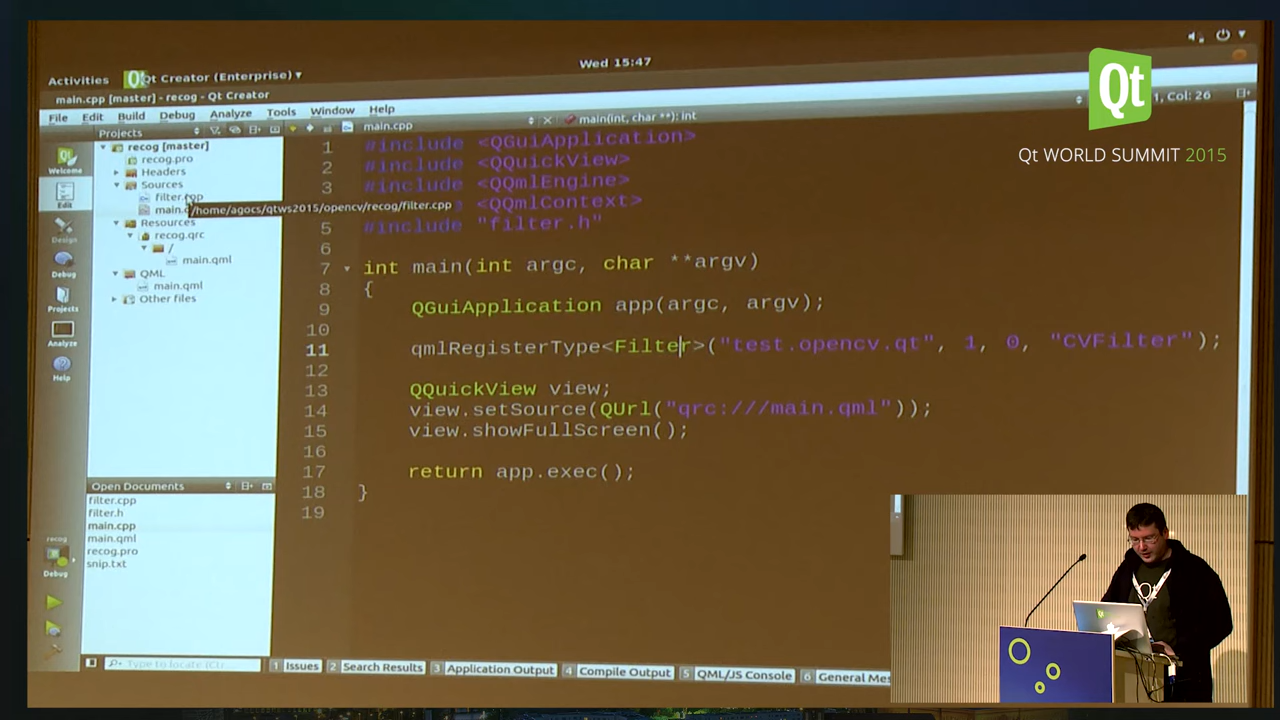 Wed 15:47
Activities
Qt Creator (Enterprise) ▾
main.cpp [master] - recog - Qt Creator
File Edit Build Debug Analyze Tools Window Help
Qt
Qt WORLD SUMMIT 2015
Projects
main.cpp
main(int, char **): int
Col: 26
Welcome
Edit
Design
Debug
Projects
Analyze
Help
recog [master]
recog.pro
Headers
Sources
filter.cpp
/home/agocs/qtws2015/opencv/recog/filter.cpp
Resources
recog.qrc
/
main.qml
QML
main.qml
Other files
1 #include <QGuiApplication>
2 #include <QQuickView>
3 #include <QQmlEngine>
#include <QQmlContext>
5 #include "filter.h"
6
7 int main(int argc, char **argv)
8 {
9 QGuiApplication app(argc, argv);
10
11 qmlRegisterType<Filter>("test.opencv.qt", 1, 0, "CVFilter");
12
13 QQuickView view;
14 view.setSource(QUrl("qrc:///main.qml"));
15 view.showFullScreen();
16
17 return app.exec();
18 }
19
Open Documents
filter.cpp
filter.h
main.cpp
main.qml
recog.pro
snip.txt
recog
Debug
Type to locate (Ctrl
1 Issues 2 Search Results 3 Application Output 4 Compile Output 5 QML/JS Console 6 General Mes